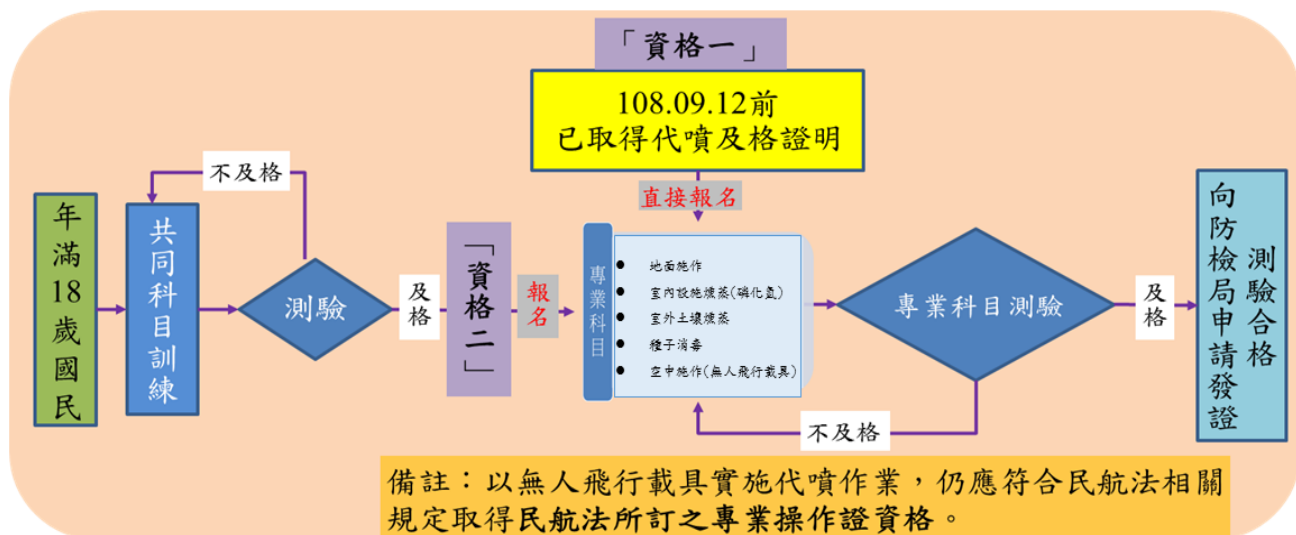 「資格一」
108.09.12前
已取得代噴及格證明
直接報名
不及格
年滿18歲國民
共同科目訓練
測驗
及格
「資格二」
報名
專業科目
● 地面施作
● 室內設施燻蒸(磷化氫)
● 室外土壤燻蒸
● 種子消毒
● 空中施作(無人飛行載具)
專業科目測驗
不及格
及格
測驗合格
向防檢局申請發證
備註：以無人飛行載具實施代噴作業，仍應符合民航法相關
規定取得民航法所訂之專業操作證資格。